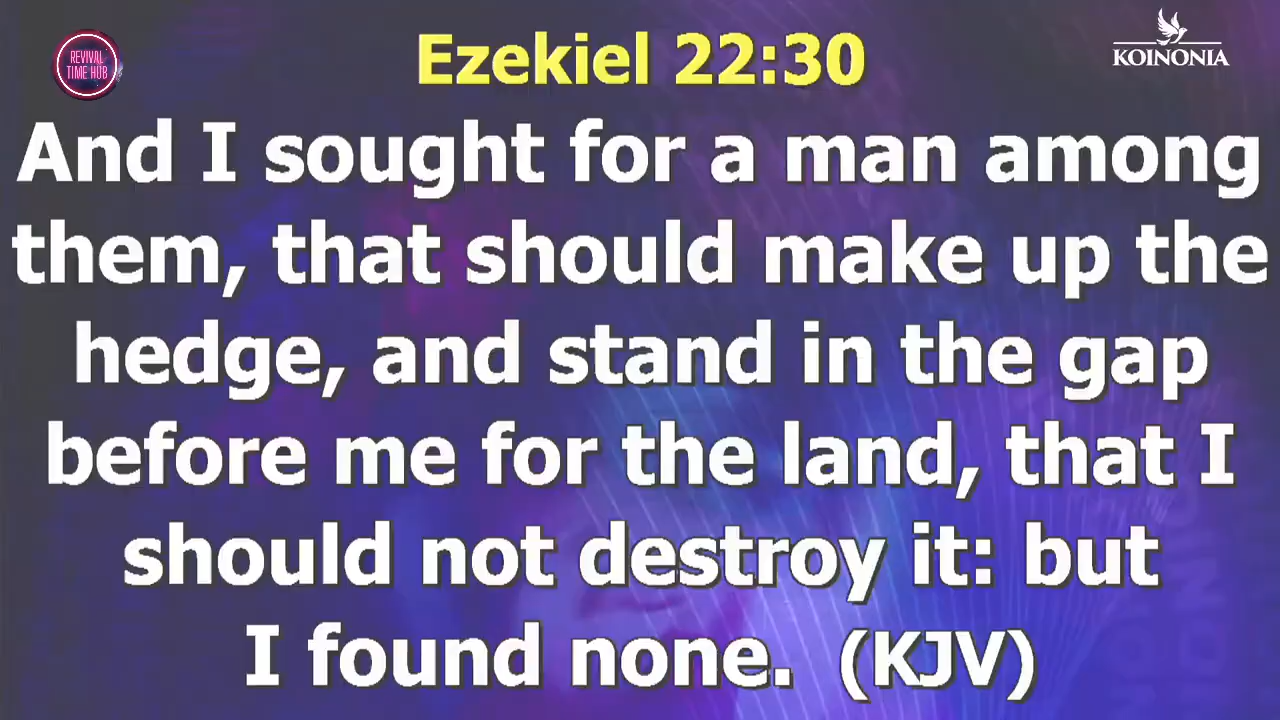 REVIVAL
TIME HUB
KOINONIA
Ezekiel 22:30
And I sought for a man among
them, that should make up the
hedge, and stand in the gap
before me for the land, that I
should not destroy it: but
I found none. (KJV)